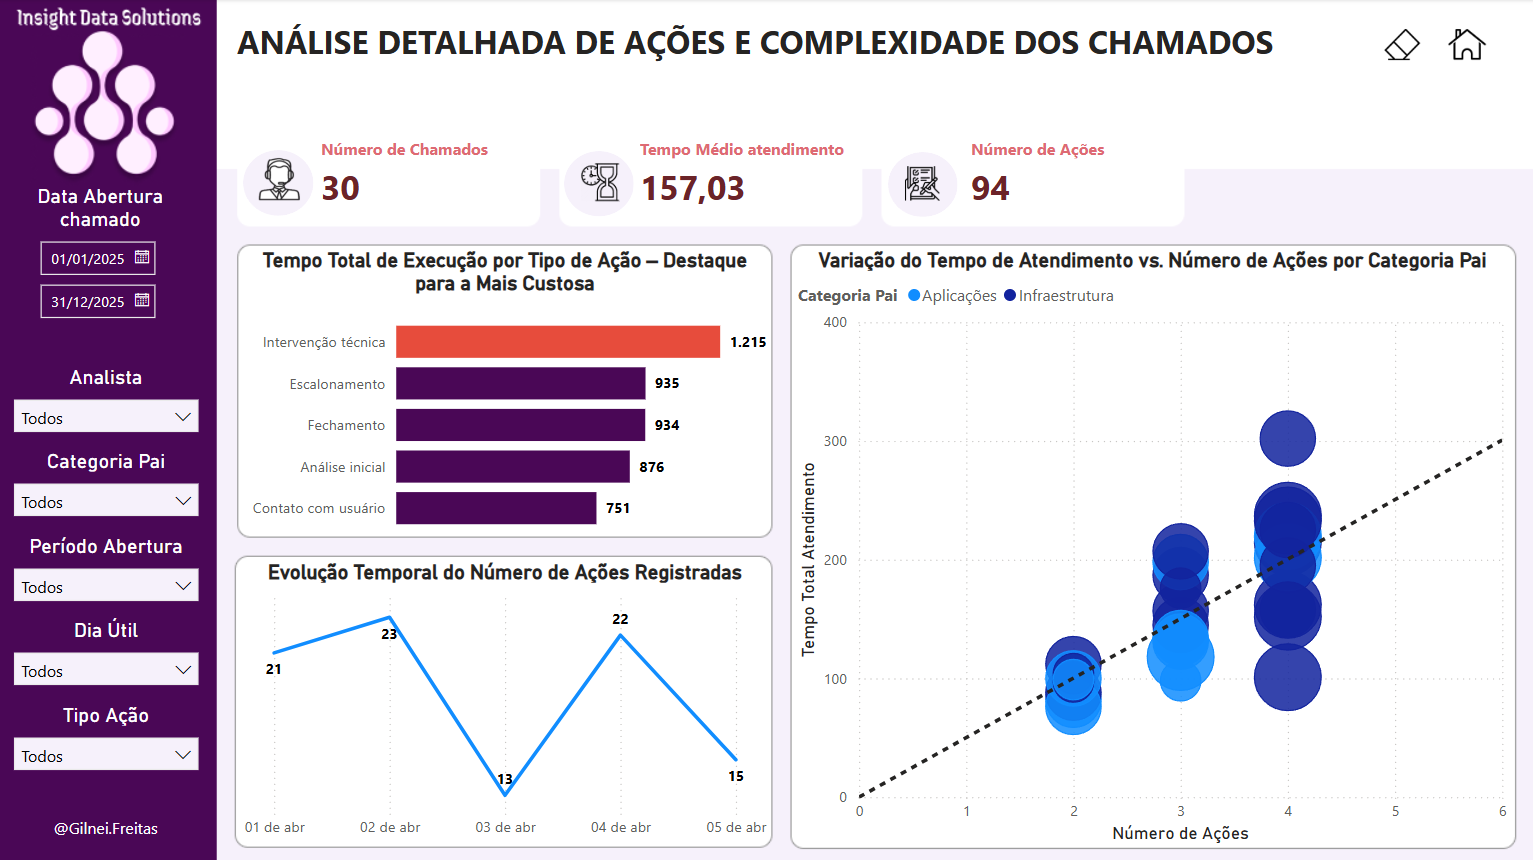 Insight Data Solutions
Data Abertura
chamado
01/01/2025
31/12/2025
Analista
Todos
Categoria Pai
Todos
Período Abertura
Todos
Dia Útil
Todos
Tipo Ação
Todos
@Gilnei.Freitas
ANÁLISE DETALHADA DE AÇÕES E COMPLEXIDADE DOS CHAMADOS
Número de Chamados
30
Tempo Médio atendimento
157,03
Número de Ações
94
Tempo Total de Execução por Tipo de Ação – Destaque
para a Mais Custosa
Intervenção técnica 1.215
Escalonamento 935
Fechamento 934
Análise inicial 876
Contato com usuário 751
Evolução Temporal do Número de Ações Registradas
21
23
13
22
15
01 de abr 02 de abr 03 de abr 04 de abr 05 de abr
Variação do Tempo de Atendimento vs. Número de Ações por Categoria Pai
Categoria Pai Aplicações Infraestrutura
Tempo Total Atendimento
400
300
200
100
0
0 1 2 3 4 5 6
Número de Ações